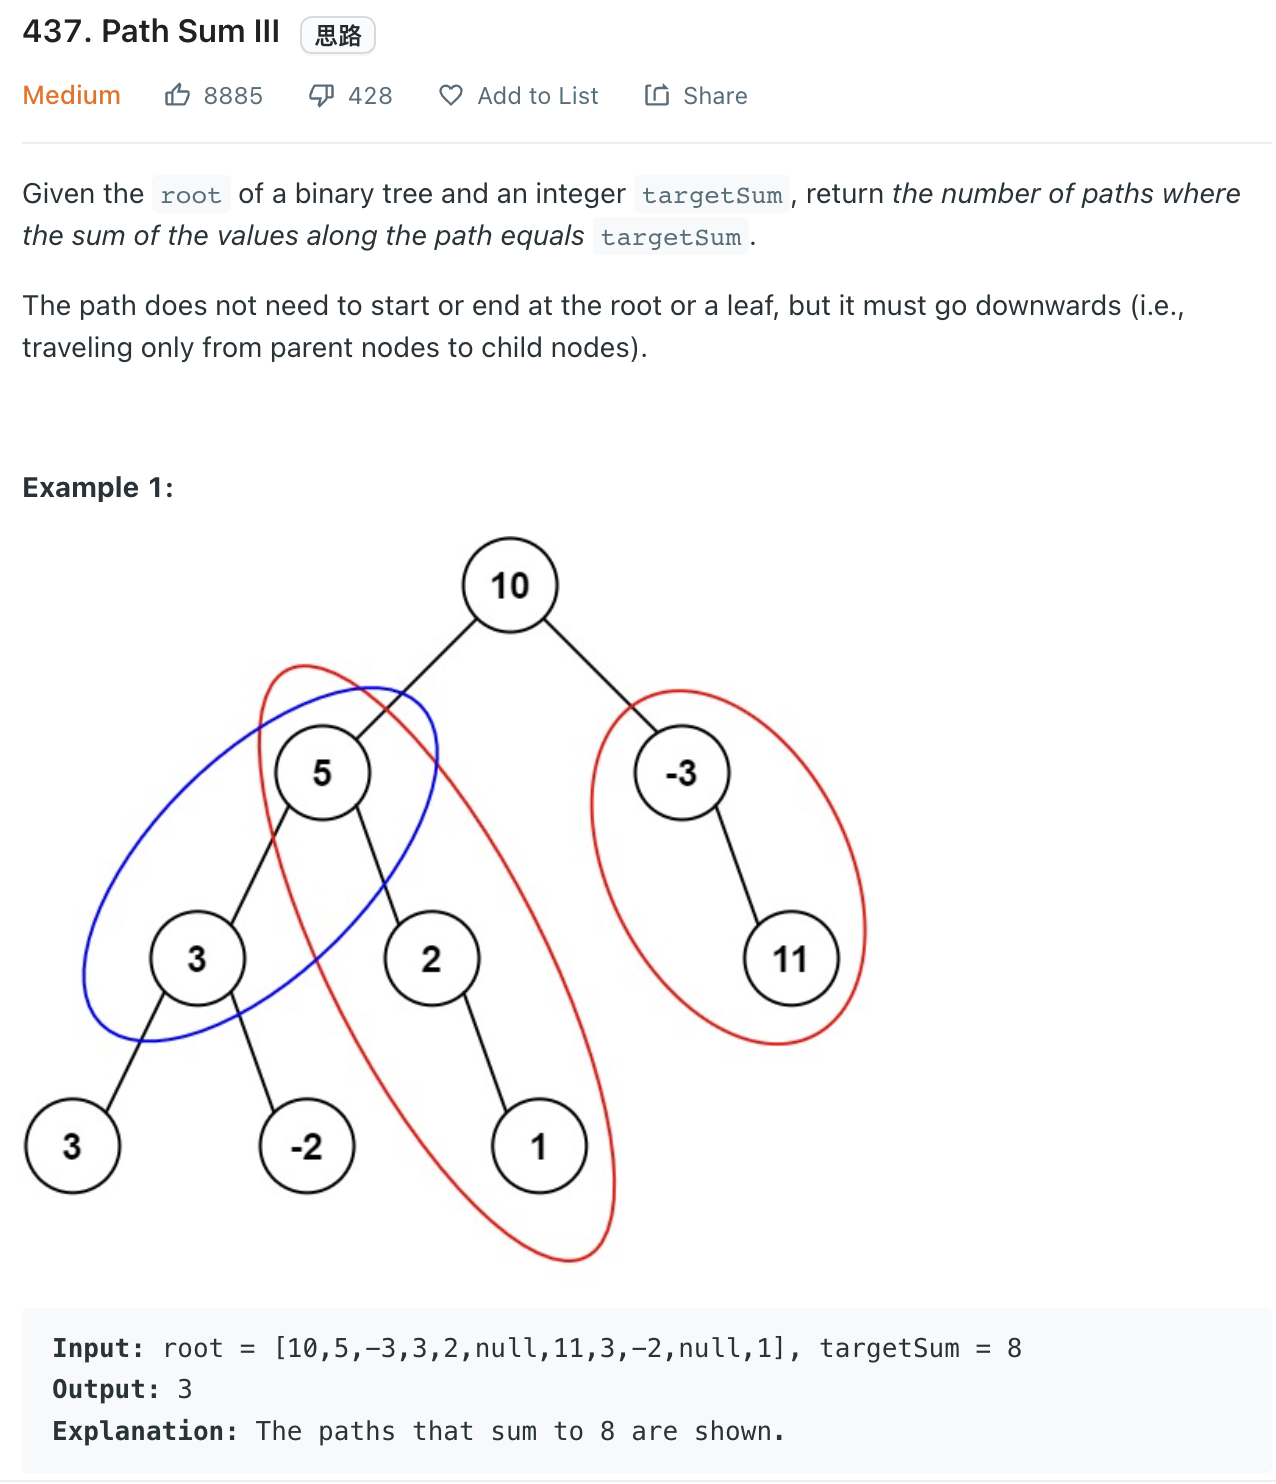 437. Path Sum III 思路
Medium 8885 428 Add to List Share
Given the root of a binary tree and an integer targetSum, return the number of paths where
the sum of the values along the path equals targetSum.
The path does not need to start or end at the root or a leaf, but it must go downwards (i.e.,
traveling only from parent nodes to child nodes).
Example 1:
10
5 -3
3 2 11
3 -2 1
Input: root = [10,5,−3,3,2,null,11,3,−2,null,1], targetSum = 8
Output: 3
Explanation: The paths that sum to 8 are shown.